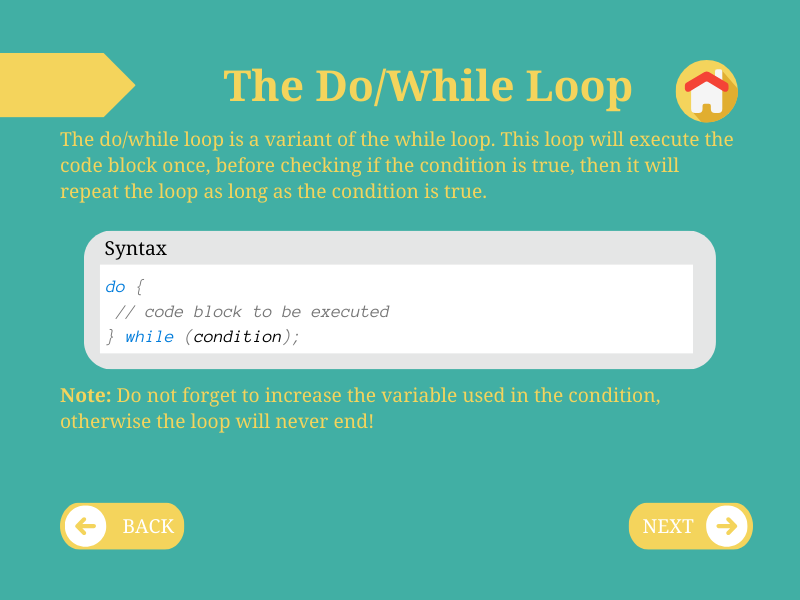 The Do/While Loop
The do/while loop is a variant of the while loop. This loop will execute the
code block once, before checking if the condition is true, then it will
repeat the loop as long as the condition is true.
Syntax
do {
 // code block to be executed
} while (condition);
Note: Do not forget to increase the variable used in the condition,
otherwise the loop will never end!
BACK
NEXT